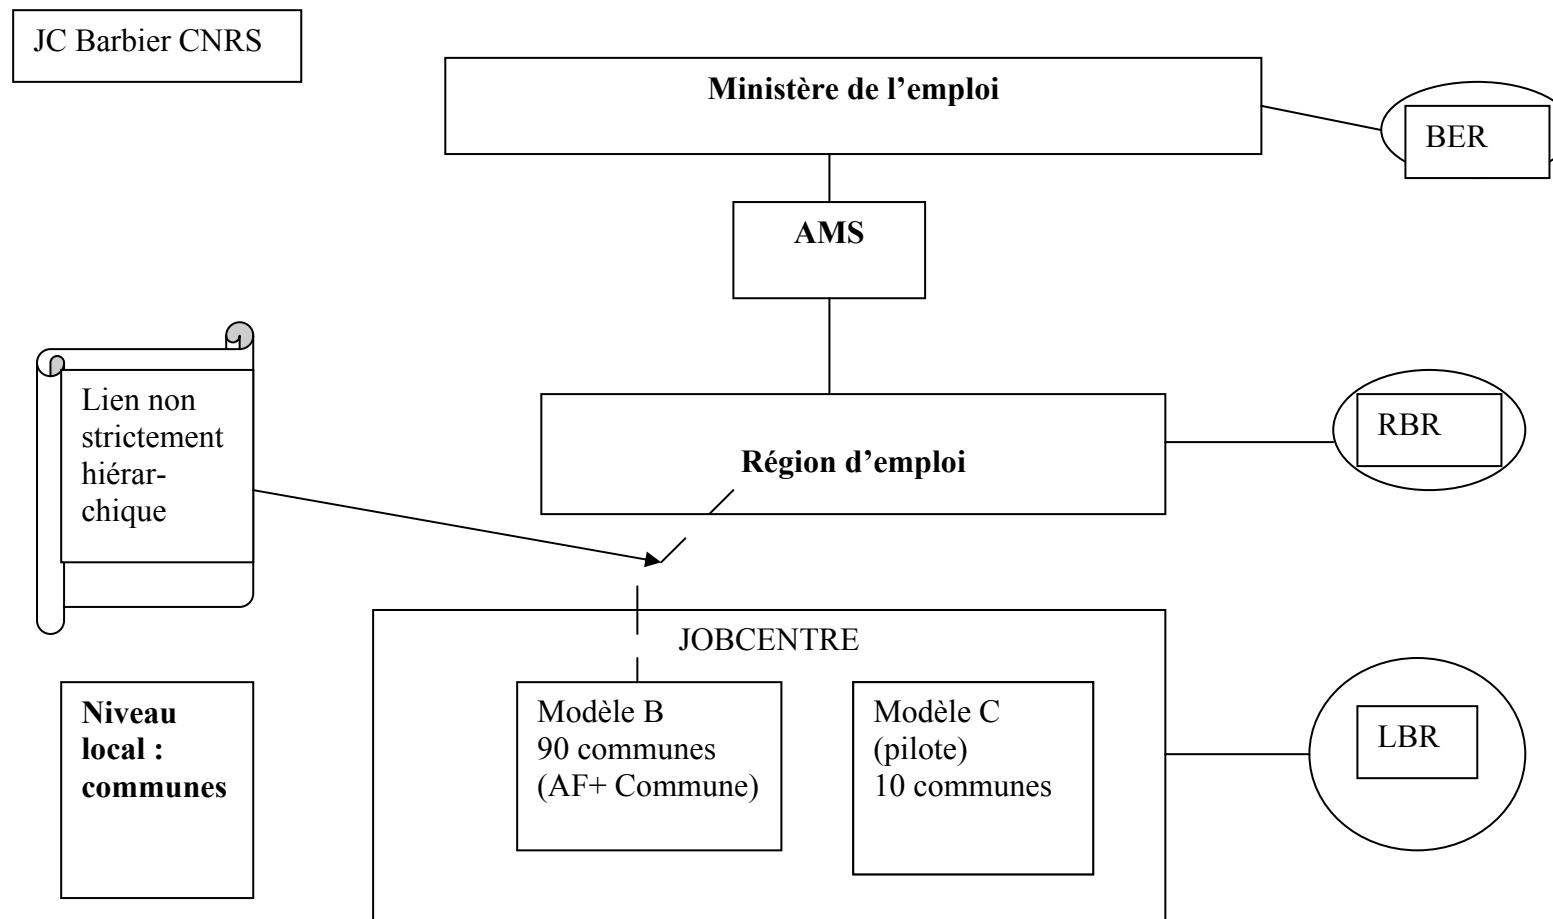 JC Barbier CNRS
Ministère de l’emploi
BER
AMS
Lien non
strictement
hiérar-
chique
Région d’emploi
RBR
JOBCENTRE
Niveau
local :
communes
Modèle B
90 communes
(AF+ Commune)
Modèle C
(pilote)
10 communes
LBR